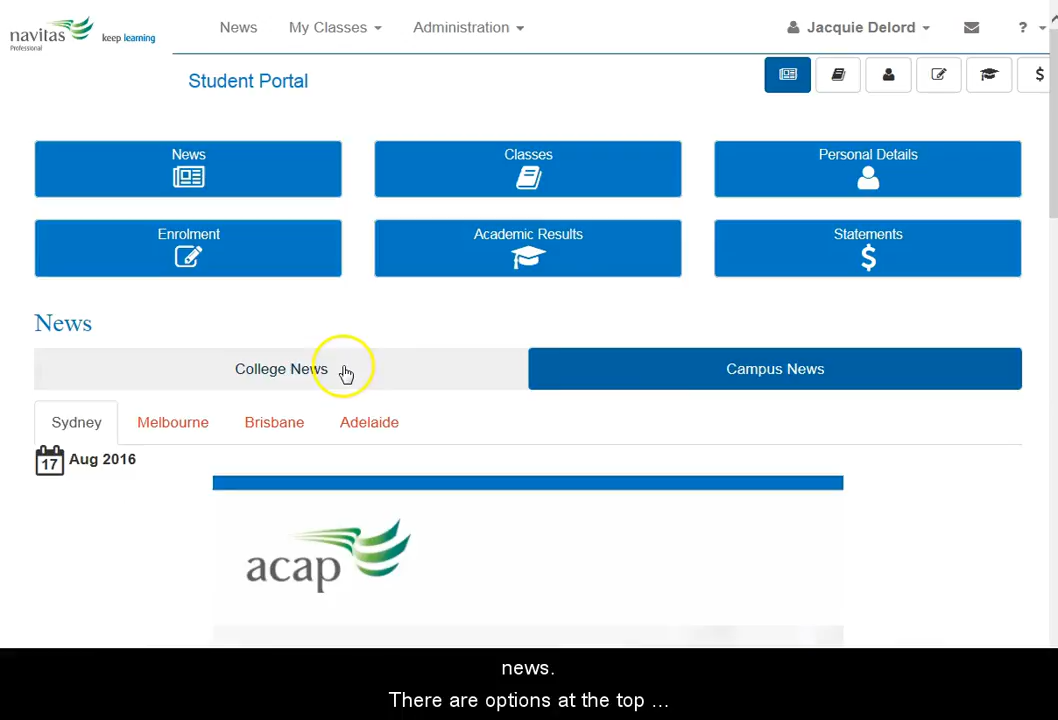 navitas
Professional
keep learning
News
My Classes
Administration
Jacquie Delord
?
Student Portal
$
News
Classes
Personal Details
Enrolment
Academic Results
Statements
$
News
College News
Campus News
Sydney
Melbourne
Brisbane
Adelaide
17
Aug 2016
acap
news.
There are options at the top ...